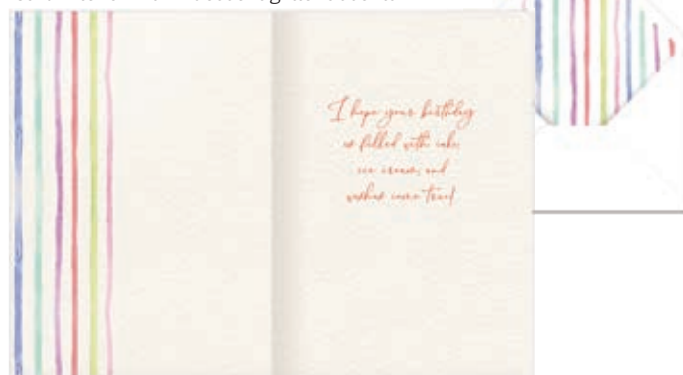 I hope your birthday
is filled with cake,
ice cream, and
wishes come true!